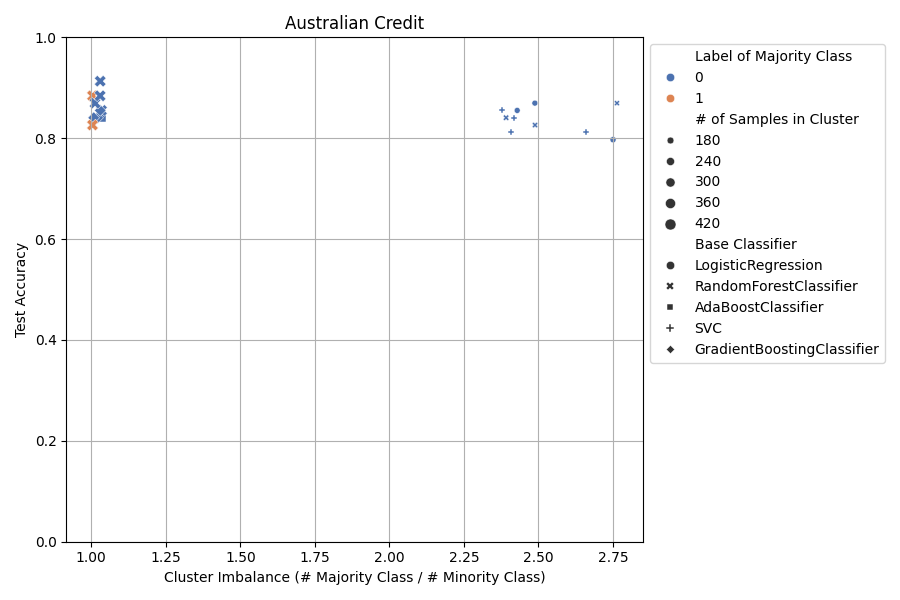 Australian Credit
1.0
0.8
0.6
0.4
0.2
0.0
Test Accuracy
1.00 1.25 1.50 1.75 2.00 2.25 2.50 2.75
Cluster Imbalance (# Majority Class / # Minority Class)
Label of Majority Class
0
1
# of Samples in Cluster
180
240
300
360
420
Base Classifier
LogisticRegression
RandomForestClassifier
AdaBoostClassifier
SVC
GradientBoostingClassifier